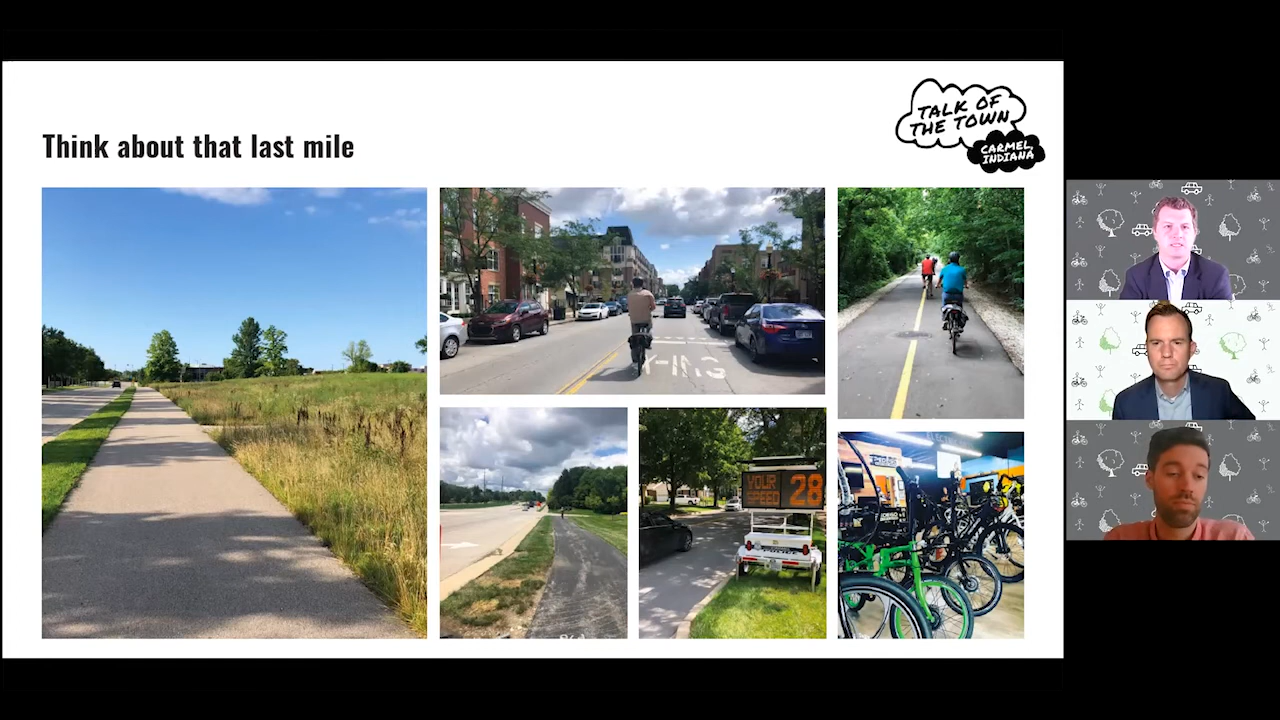 Think about that last mile
TALK OF
THE TOWN
CARMEL,
INDIANA
YOUR
SPEED
28